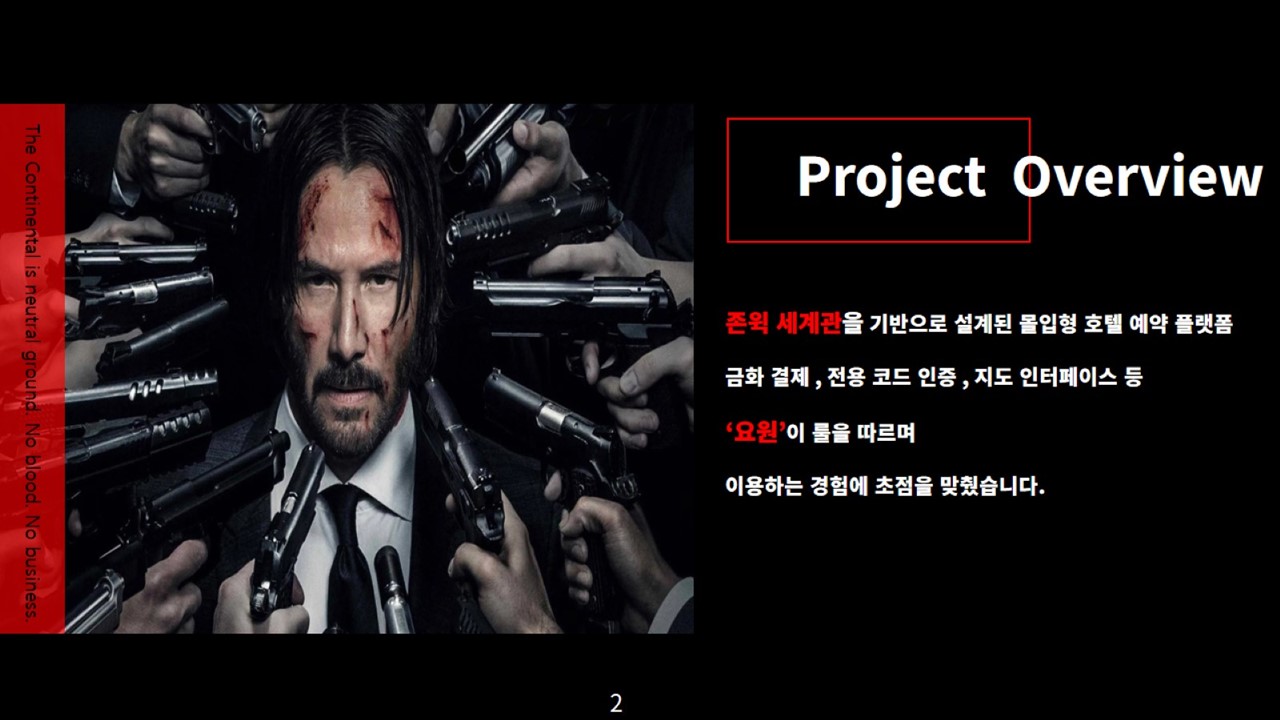 The Continental is neutral ground. No blood. No business.
Project Overview
존윅 세계관을 기반으로 설계된 몰입형 호텔 예약 플랫폼
금화 결제 , 전용 코드 인증 , 지도 인터페이스 등
‘요원’이 룰을 따르며
이용하는 경험에 초점을 맞췄습니다.
2